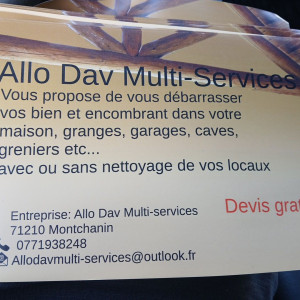 Allo Dav Multi-Services
Vous propose de vous débarrasser
vos bien et encombrant dans votre
maison, granges, garages, caves,
greniers etc...
avec ou sans nettoyage de vos locaux
Devis grat
Entreprise: Allo Dav Multi-services
71210 Montchanin
0771938248
Allodavmulti-services@outlook.fr